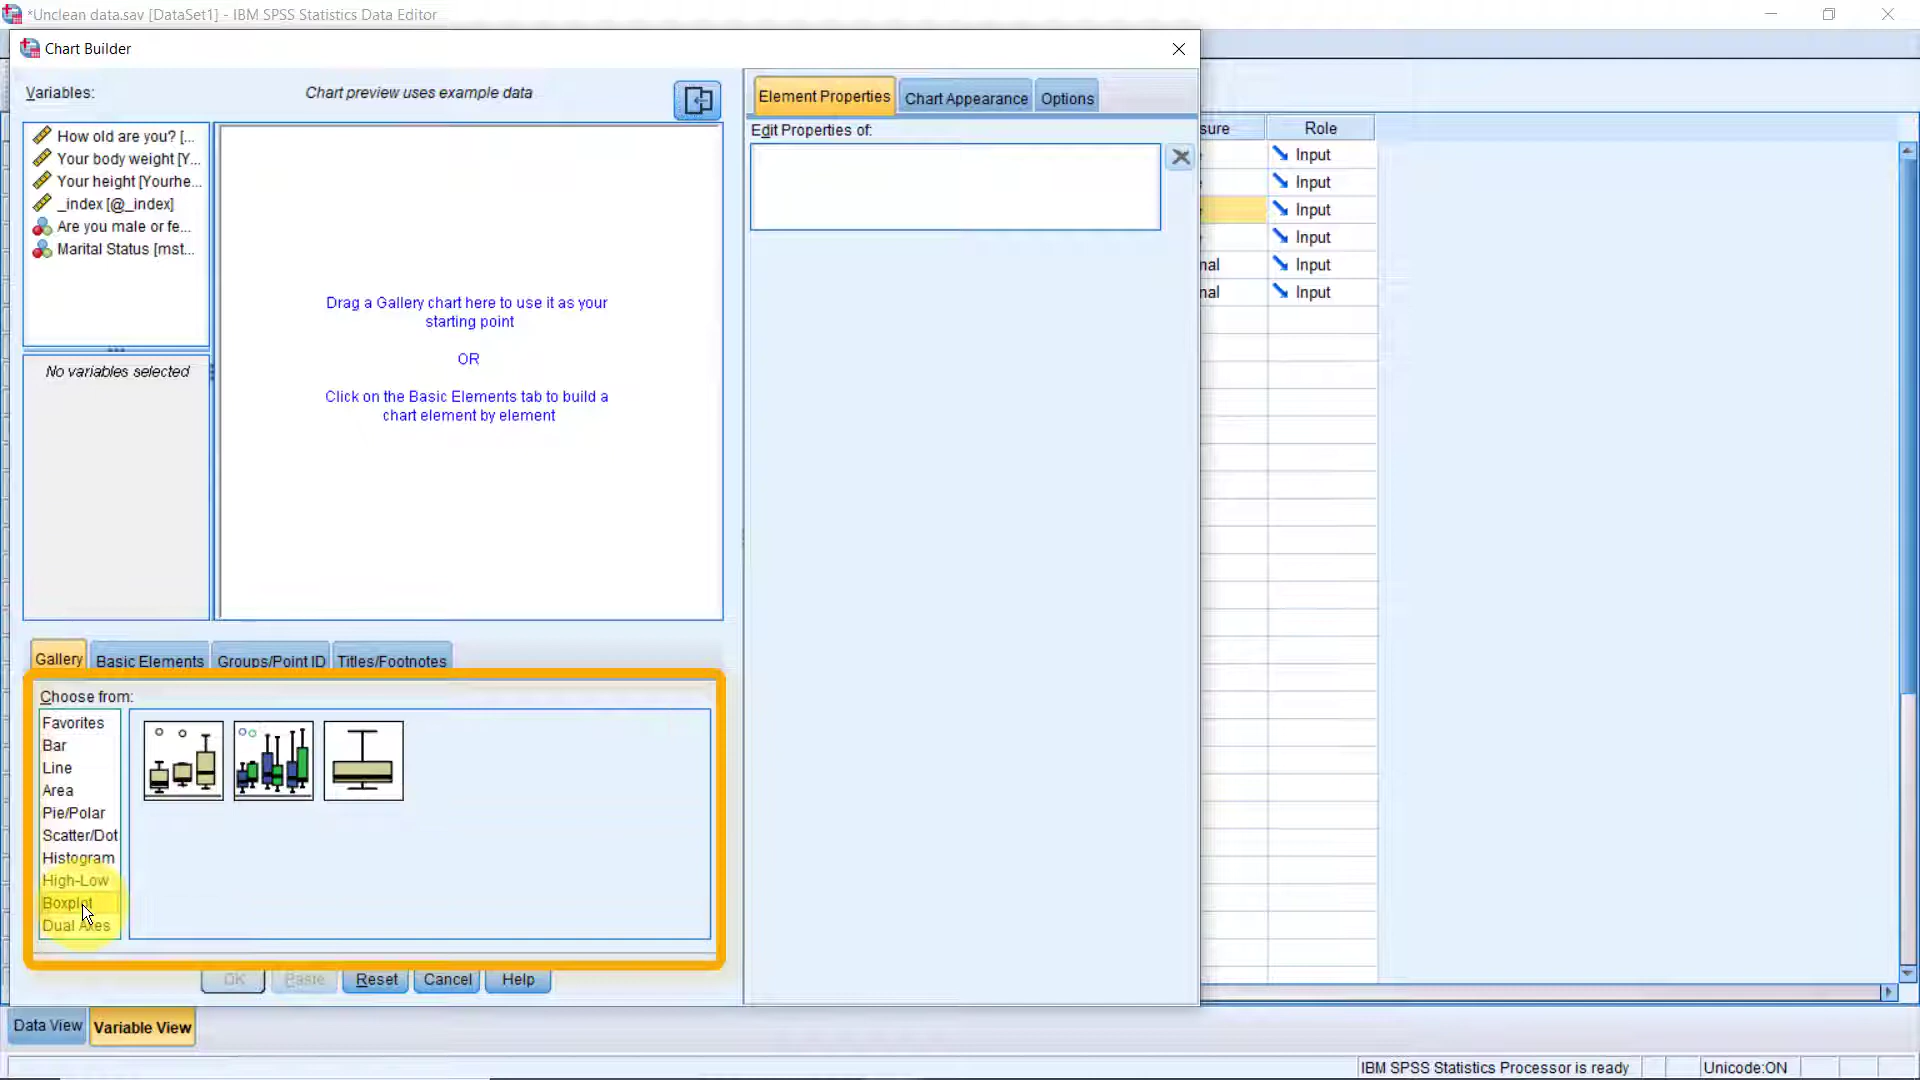 *Unclean data.sav [DataSet1] - IBM SPSS Statistics Data Editor
Chart Builder
Variables:
Chart preview uses example data
How old are you? [...
Your body weight [Y...
Your height [Yourhe...
_index [@_index]
Are you male or fe...
Marital Status [mst...
No variables selected
Drag a Gallery chart here to use it as your
starting point
OR
Click on the Basic Elements tab to build a
chart element by element
Element Properties
Chart Appearance
Options
Edit Properties of:
sure
Role
Input
Input
Input
Input
nal
Input
nal
Input
Gallery
Basic Elements
Groups/Point ID
Titles/Footnotes
Choose from:
Favorites
Bar
Line
Area
Pie/Polar
Scatter/Dot
Histogram
High-Low
Boxplot
Dual Axes
OK
Paste
Reset
Cancel
Help
Data View
Variable View
IBM SPSS Statistics Processor is ready
Unicode:ON